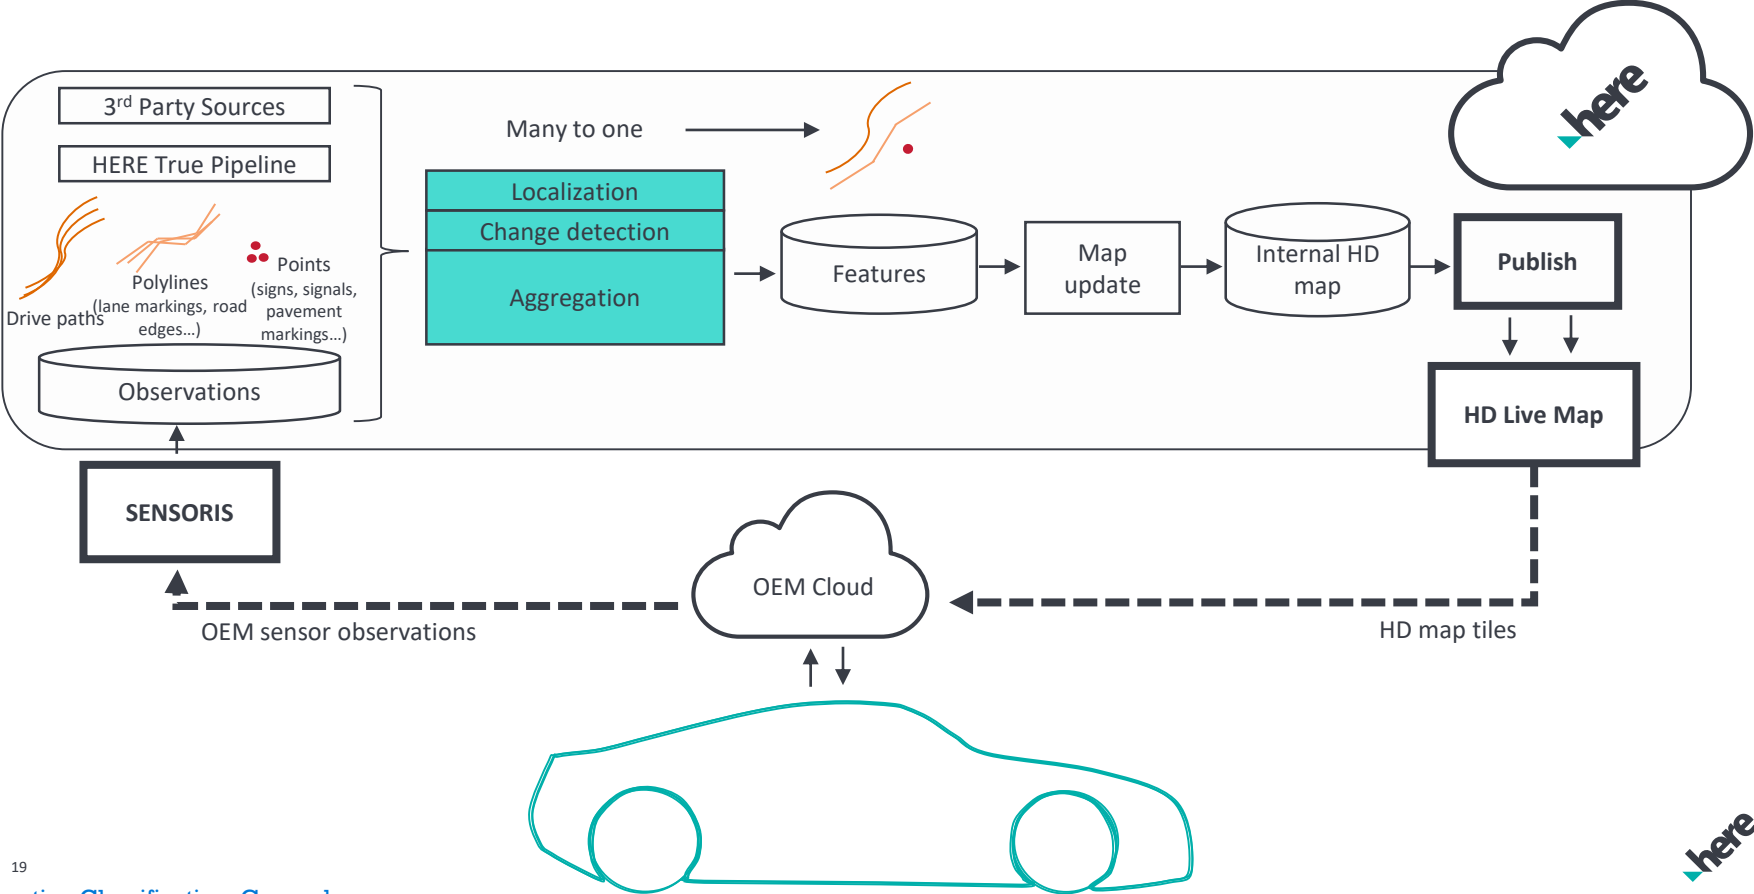 3rd Party Sources
HERE True Pipeline
Drive paths
Polylines
(lane markings, road
edges…)
Points
(signs, signals,
pavement
markings…)
Observations
Many to one
Localization
Change detection
Aggregation
Features
Map
update
Internal HD
map
Publish
HD Live Map
here
SENSORIS
OEM Cloud
OEM sensor observations
HD map tiles
19
here